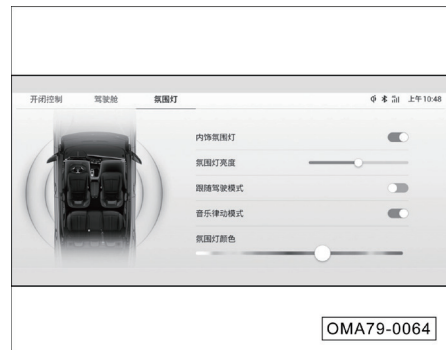 开闭控制 驾驶舱 氛围灯 上午10:48
内饰氛围灯
氛围灯亮度
跟随驾驶模式
音乐律动模式
氛围灯颜色
OMA79-0064